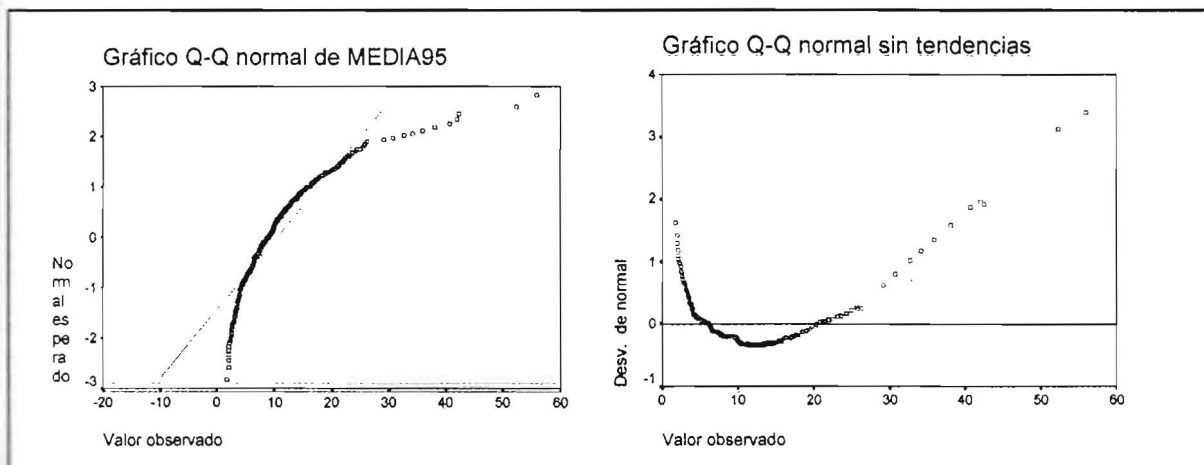 Gráfico Q-Q normal de MEDIA95
3
2
1
0
-1
-2
-3
No
rm
al es
pe
ra
do
-20 -10 0 10 20 30 40 50 60
Valor observado
Gráfico Q-Q normal sin tendencias
4
3
2
1
0
-1
Desv. de normal
0 10 20 30 40 50 60
Valor observado